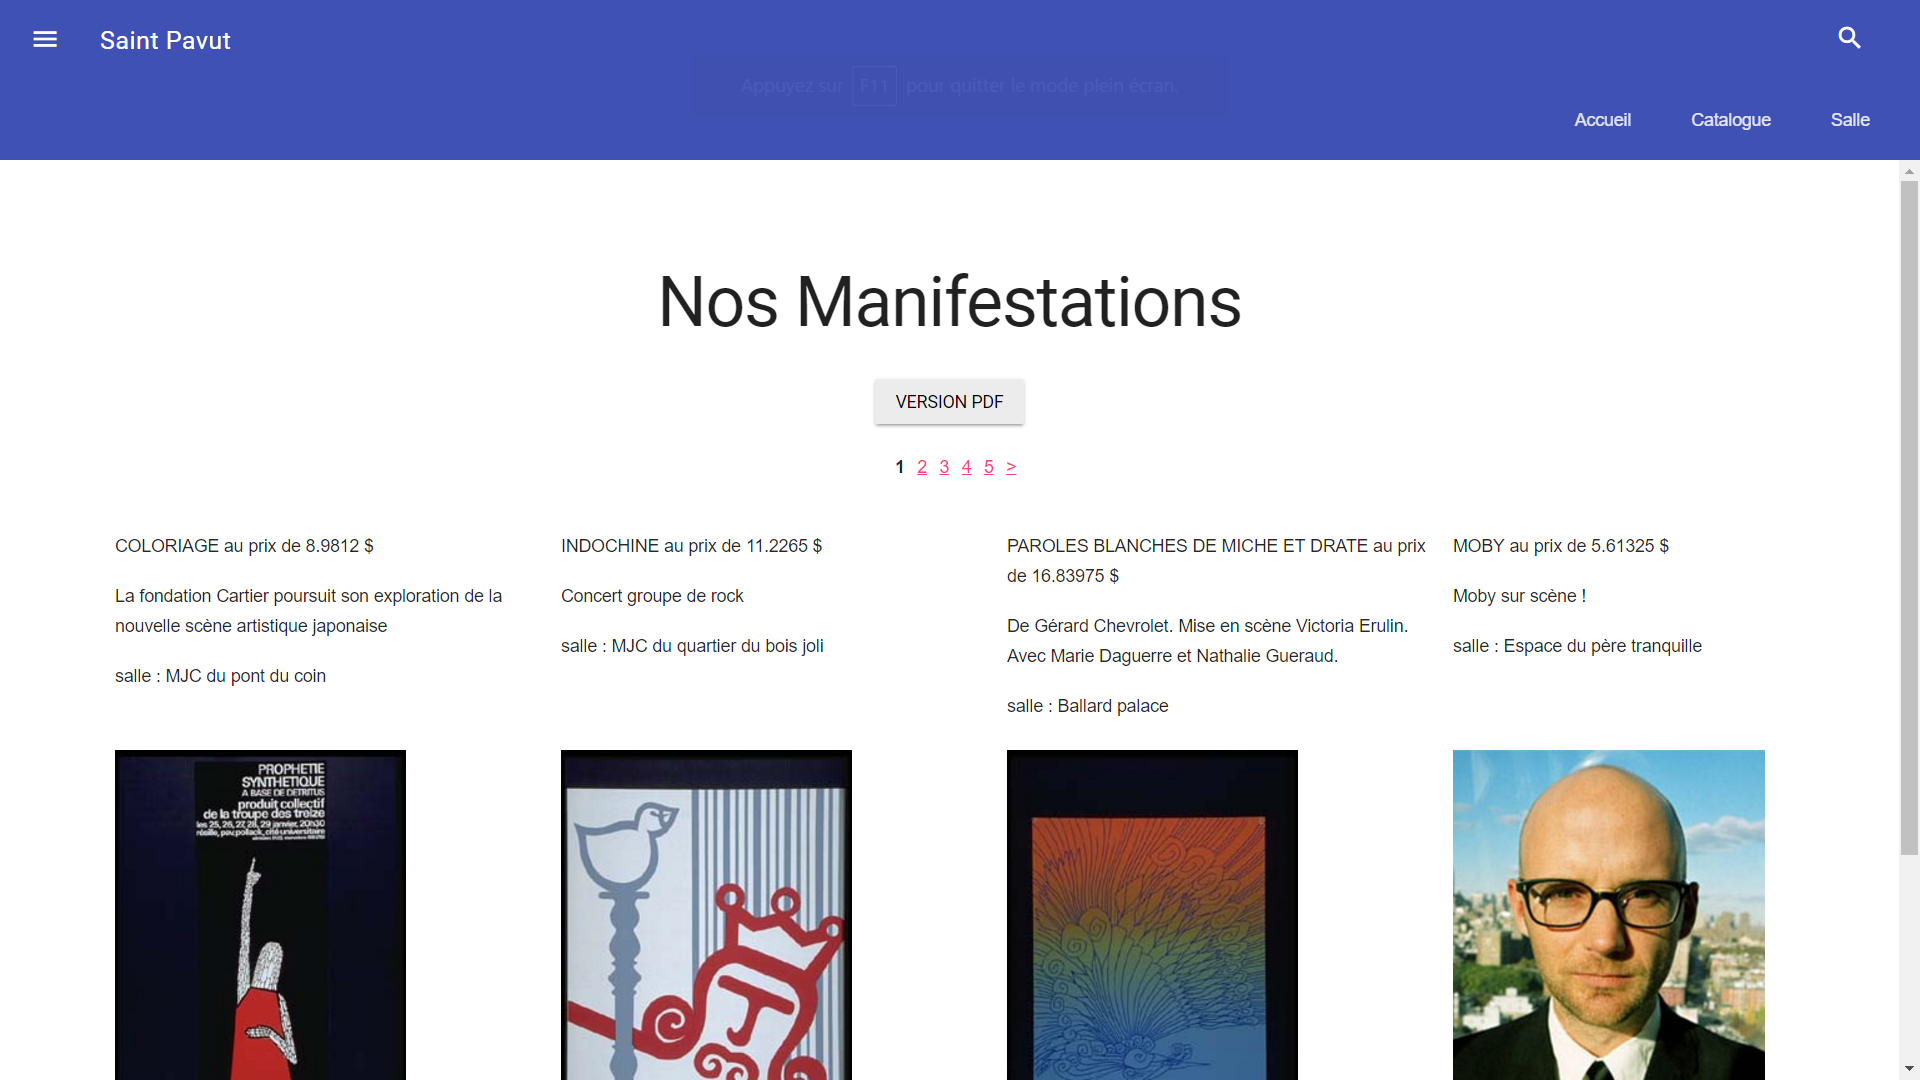 Saint Pavut
Appuyez sur F11 pour quitter le mode plein écran.
Accueil Catalogue Salle
Nos Manifestations
VERSION PDF
1 2 3 4 5 >
COLORIAGE au prix de 8.9812 $
La fondation Cartier poursuit son exploration de la
nouvelle scène artistique japonaise
salle : MJC du pont du coin
INDOCHINE au prix de 11.2265 $
Concert groupe de rock
salle : MJC du quartier du bois joli
PAROLES BLANCHES DE MICHE ET DRATE au prix
de 16.83975 $
De Gérard Chevrolet. Mise en scène Victoria Erulin.
Avec Marie Daguerre et Nathalie Gueraud.
salle : Ballard palace
MOBY au prix de 5.61325 $
Moby sur scène !
salle : Espace du père tranquille
PROPHETIE
SYNTHETIQUE
A BASE DE DETRITUS
produit collectif
de la troupe des treize
les 25, 26, 27, 28, 29 janvier, 20h30
cité universitaire